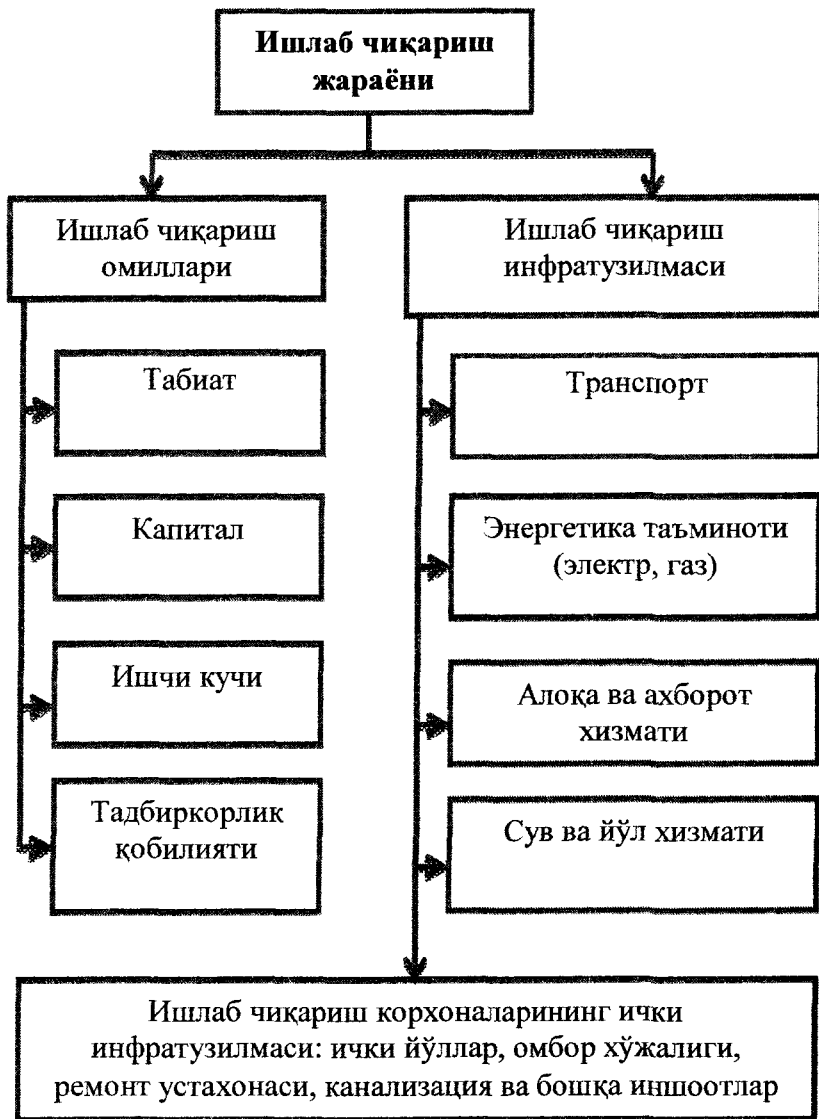 Ишлаб чиқариш
жараёни
Ишлаб чиқариш
омиллари
Табиат
Капитал
Ишчи кучи
Тадбиркорлик
қобилияти
Ишлаб чиқариш
инфратузилмаси
Транспорт
Энергетика таъминоти
(электр, газ)
Алоқа ва ахборот
хизмати
Сув ва йўл хизмати
Ишлаб чиқариш корхоналарининг ички
инфратузилмаси: ички йўллар, омбор хўжалиги,
ремонт устахонаси, канализация ва бошқа иншоотлар